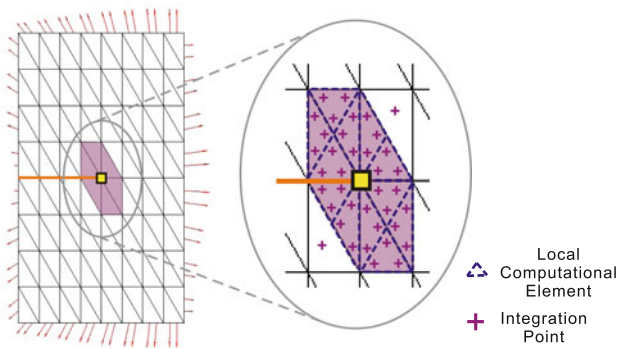 Local
Computational
Element
Integration
Point